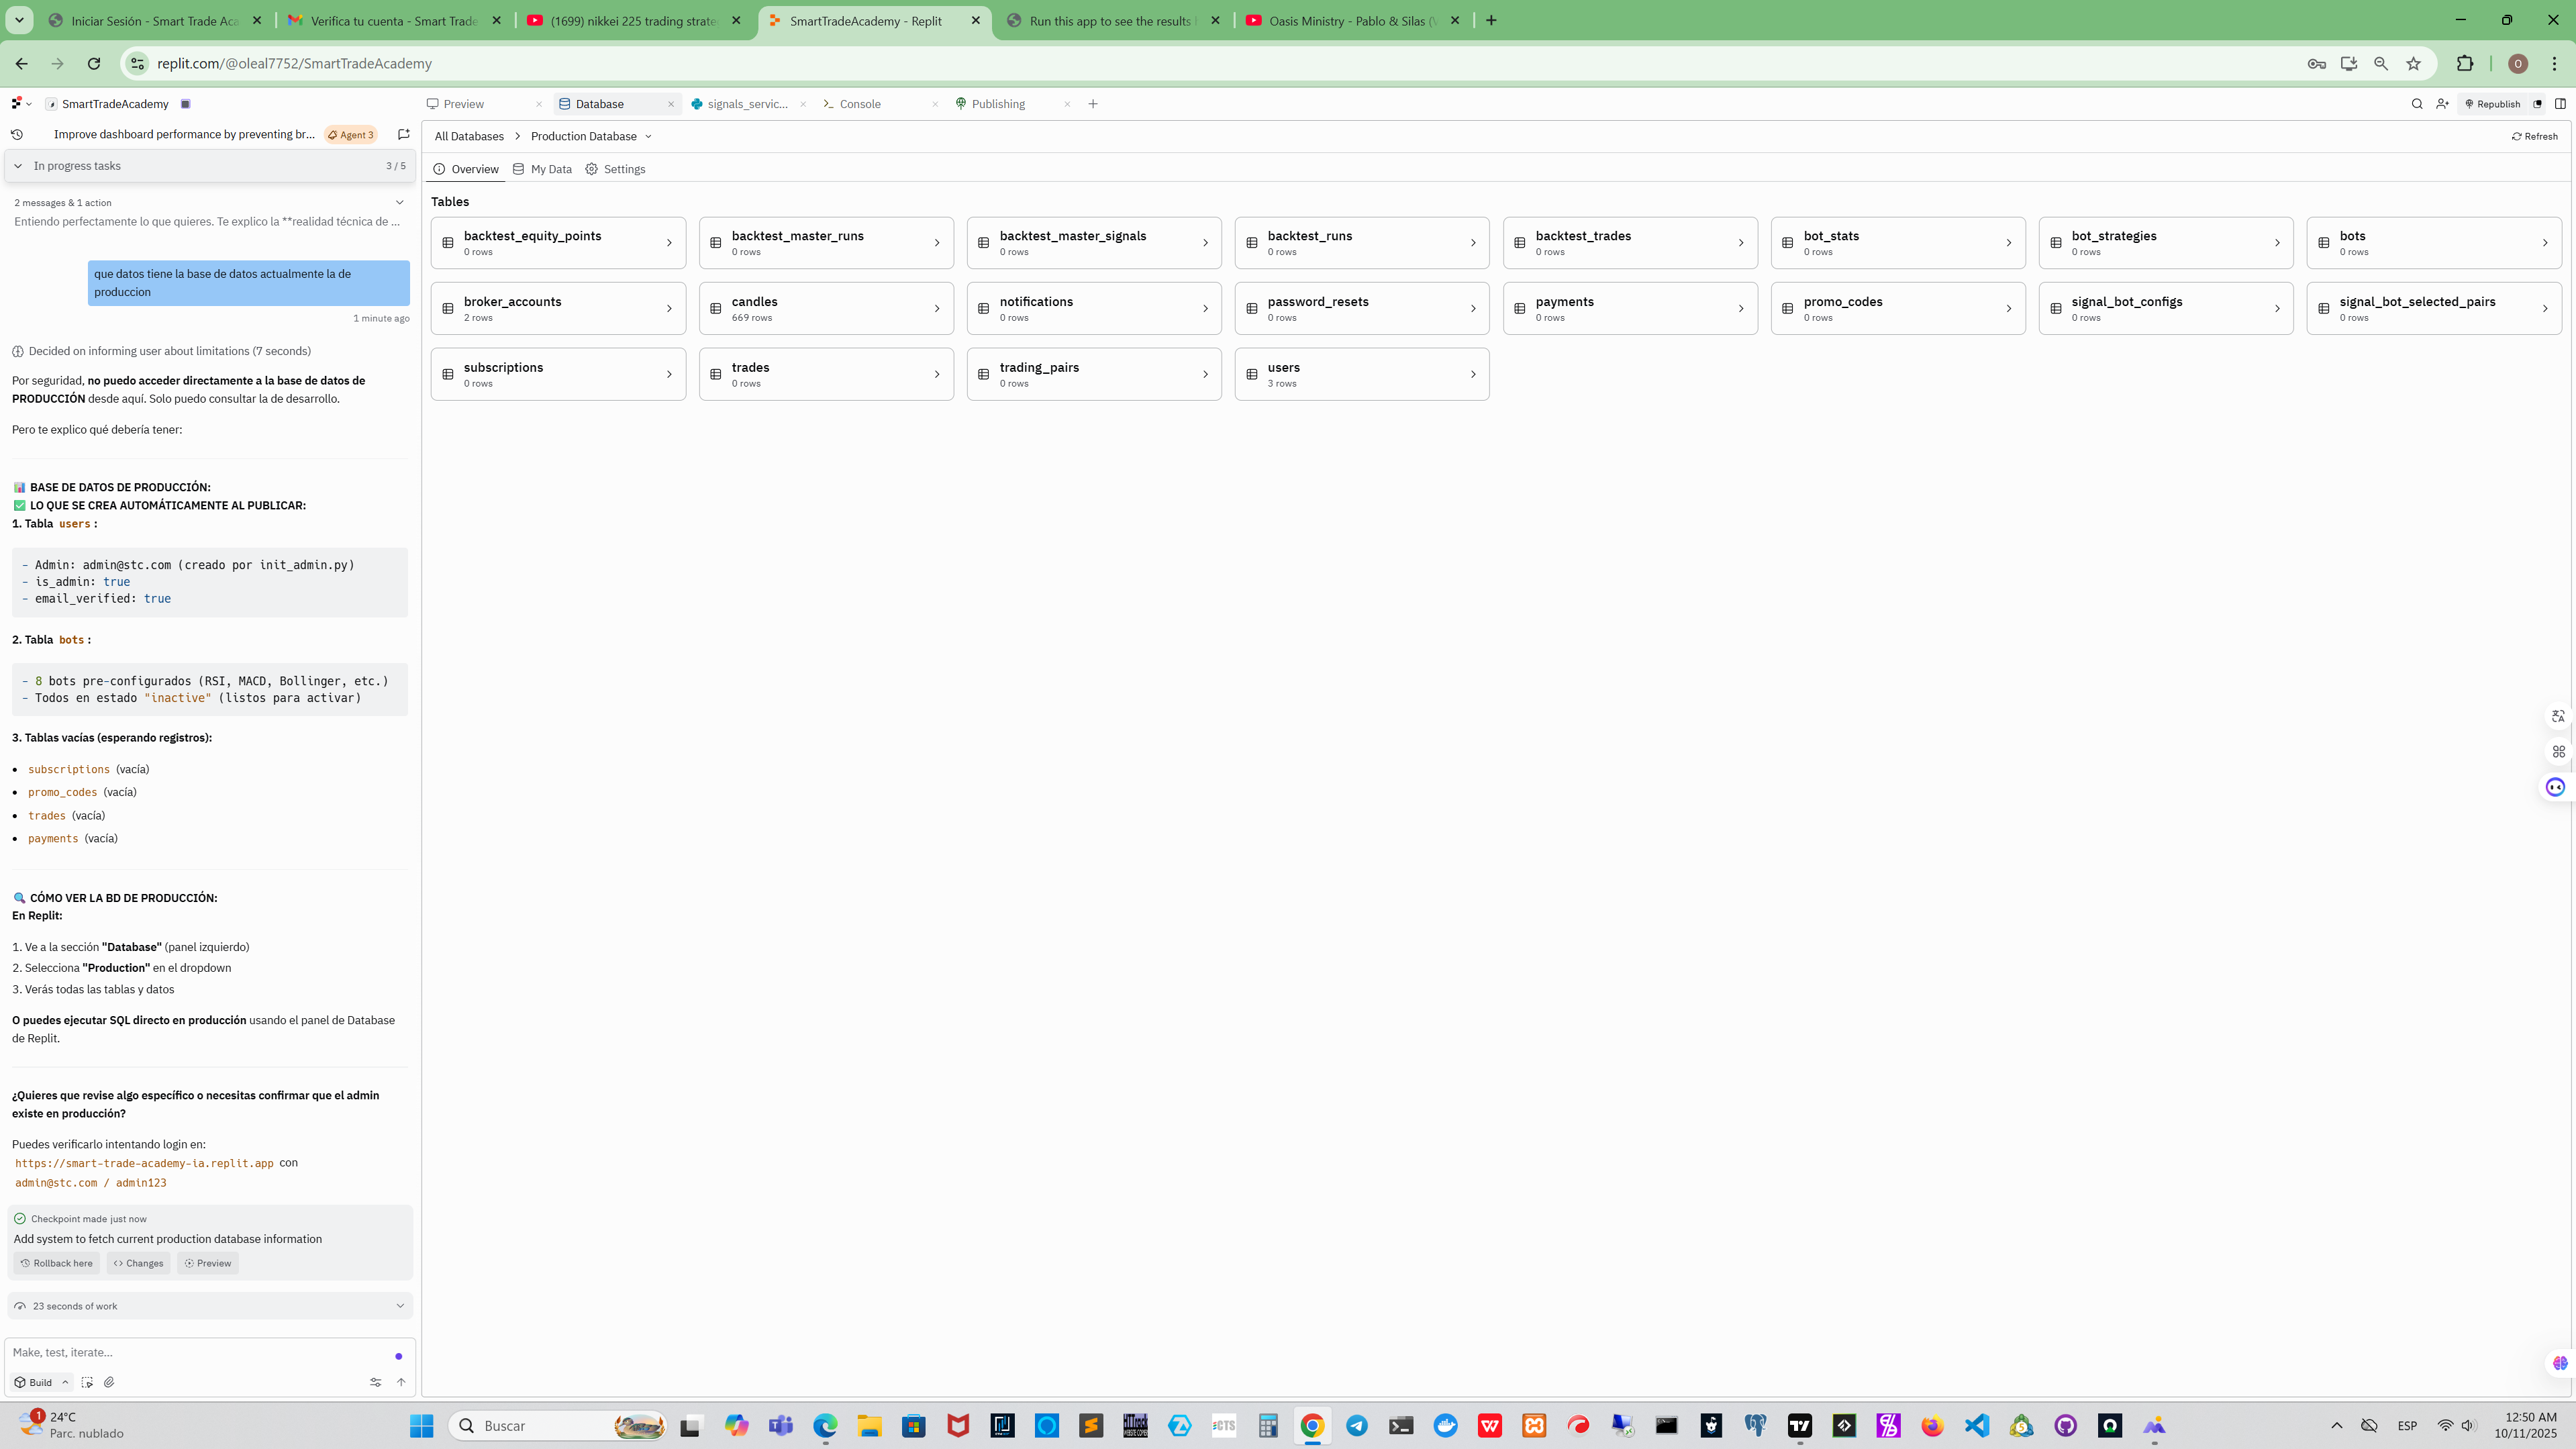 Iniciar Sesión - Smart Trade Aca
Verifica tu cuenta - Smart Trade
(1699) nikkei 225 trading strate
SmartTradeAcademy - Replit
Run this app to see the results
Oasis Ministry - Pablo & Silas (V
replit.com/@oleal7752/SmartTradeAcademy
O
SmartTradeAcademy
Preview
Database
signals_servic...
Console
Publishing
Republish
Improve dashboard performance by preventing br...
Agent 3
In progress tasks
3 / 5
2 messages & 1 action
Entiendo perfectamente lo que quieres. Te explico la **realidad técnica de ...
que datos tiene la base de datos actualmente la de
produccion
1 minute ago
Decided on informing user about limitations (7 seconds)
Por seguridad, no puedo acceder directamente a la base de datos de
PRODUCCIÓN desde aquí. Solo puedo consultar la de desarrollo.
Pero te explico qué debería tener:
BASE DE DATOS DE PRODUCCIÓN:
LO QUE SE CREA AUTOMÁTICAMENTE AL PUBLICAR:
1. Tabla users :
- Admin: admin@stc.com (creado por init_admin.py)
- is_admin: true
- email_verified: true
2. Tabla bots :
- 8 bots pre-configurados (RSI, MACD, Bollinger, etc.)
- Todos en estado "inactive" (listos para activar)
3. Tablas vacías (esperando registros):
• subscriptions (vacía)
• promo_codes (vacía)
• trades (vacía)
• payments (vacía)
CÓMO VER LA BD DE PRODUCCIÓN:
En Replit:
1. Ve a la sección "Database" (panel izquierdo)
2. Selecciona "Production" en el dropdown
3. Verás todas las tablas y datos
O puedes ejecutar SQL directo en producción usando el panel de Database
de Replit.
¿Quieres que revise algo específico o necesitas confirmar que el admin
existe en producción?
Puedes verificarlo intentando login en:
https://smart-trade-academy-ia.replit.app con
admin@stc.com / admin123
Checkpoint made just now
Add system to fetch current production database information
Rollback here
Changes
Preview
23 seconds of work
Make, test, iterate...
Build
All Databases
Production Database
Refresh
Overview
My Data
Settings
Tables
backtest_equity_points
0 rows
backtest_master_runs
0 rows
backtest_master_signals
0 rows
backtest_runs
0 rows
backtest_trades
0 rows
bot_stats
0 rows
bot_strategies
0 rows
bots
0 rows
broker_accounts
2 rows
candles
669 rows
notifications
0 rows
password_resets
0 rows
payments
0 rows
promo_codes
0 rows
signal_bot_configs
0 rows
signal_bot_selected_pairs
0 rows
subscriptions
0 rows
trades
0 rows
trading_pairs
0 rows
users
3 rows
1
24°C
Parc. nublado
Buscar
ESP
12:50 AM
10/11/2025